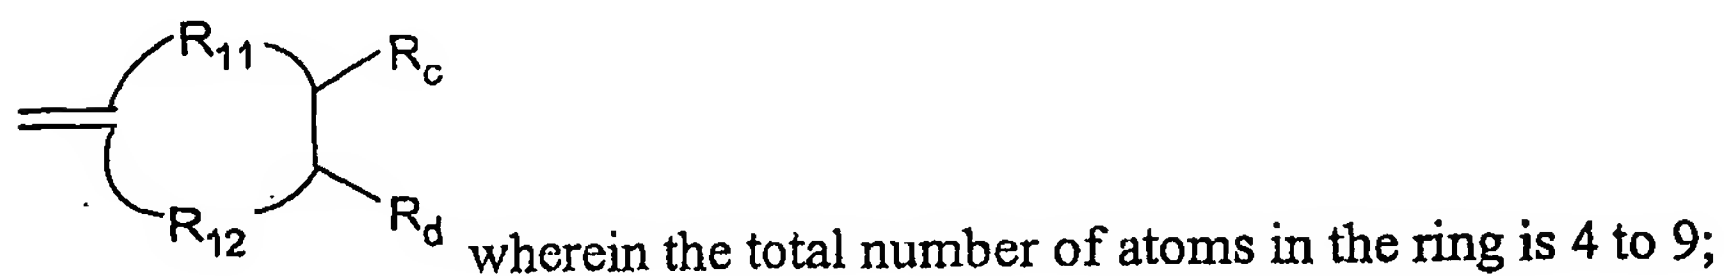 R11
Rc
R12
Rd
wherein the total number of atoms in the ring is 4 to 9;